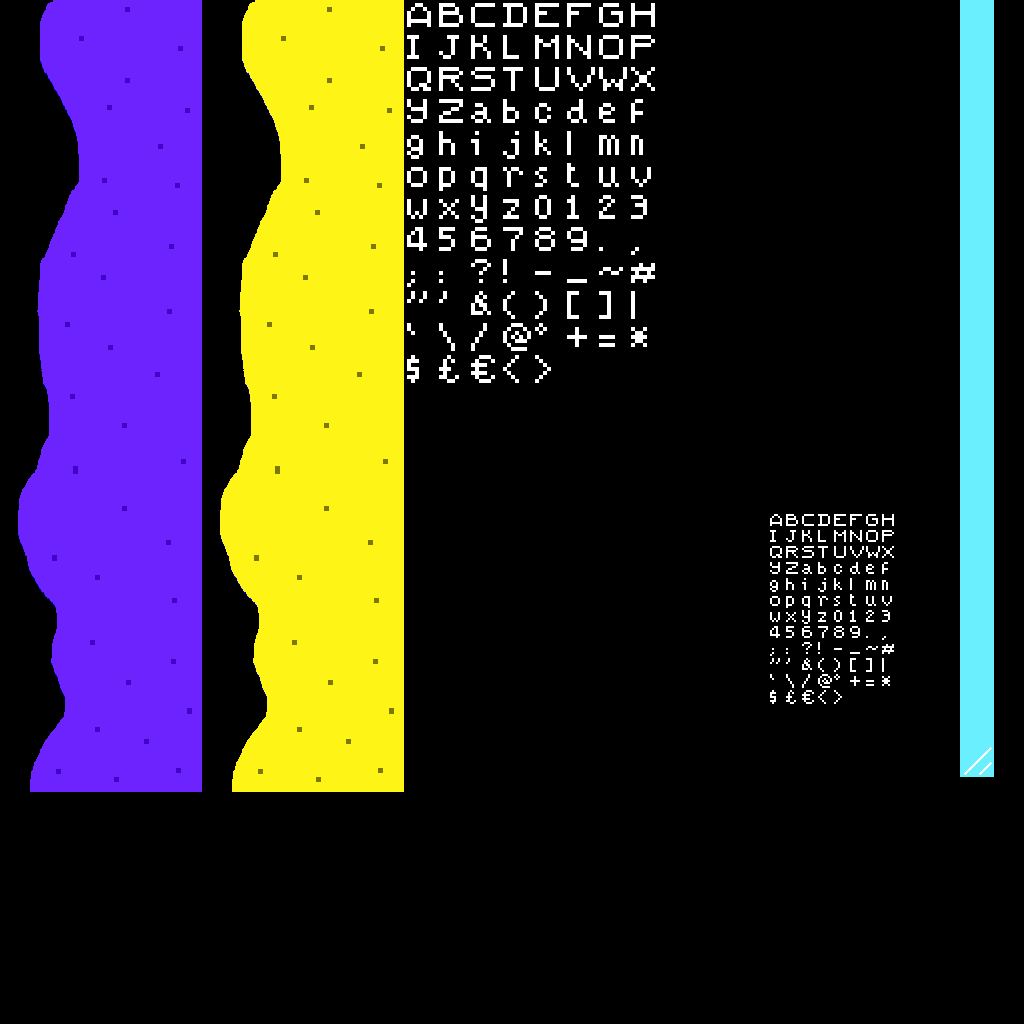 ABCDEFGH
IJKLMNOP
QRSTUVWX
YZabcdef
ghijklmn
opqrstuv
wxyz0123
456789.,
;:?!-_~#
"'&()[]|
`\/@°+=*
$£€<>
ABCDEFGH
IJKLMNOP
QRSTUVWX
YZabcdef
ghijklmn
opqrstuv
wxyz0123
456789.,
;:?!-_~#
"'&()[]|
`\/@°+=*
$£€<>